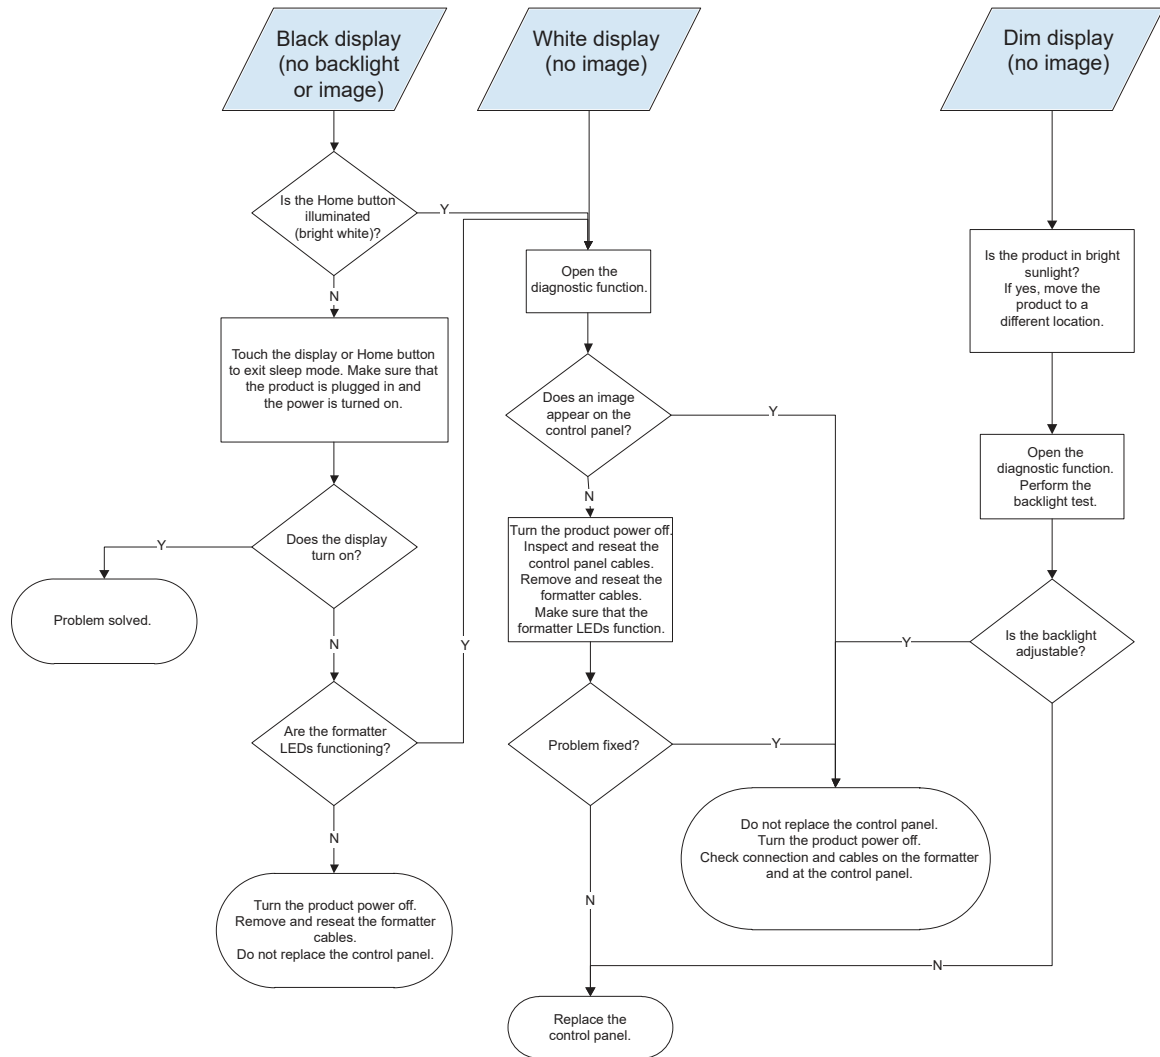 Black display
(no backlight
or image)
White display
(no image)
Dim display
(no image)
Is the Home button
illuminated
(bright white)?
Y
N
Touch the display or Home button
to exit sleep mode. Make sure that
the product is plugged in and
the power is turned on.
Does the display
turn on?
Y
Problem solved.
N
Are the formatter
LEDs functioning?
Y
N
Turn the product power off.
Remove and reseat the formatter
cables.
Do not replace the control panel.
Open the
diagnostic function.
Does an image
appear on the
control panel?
Y
N
Turn the product power off.
Inspect and reseat the
control panel cables.
Remove and reseat the
formatter cables.
Make sure that the
formatter LEDs function.
Problem fixed?
Y
N
Do not replace the control panel.
Turn the product power off.
Check connection and cables on the formatter
and at the control panel.
Replace the
control panel.
Is the product in bright
sunlight?
If yes, move the
product to a
different location.
Open the
diagnostic function.
Perform the
backlight test.
Is the backlight
adjustable?
Y
N